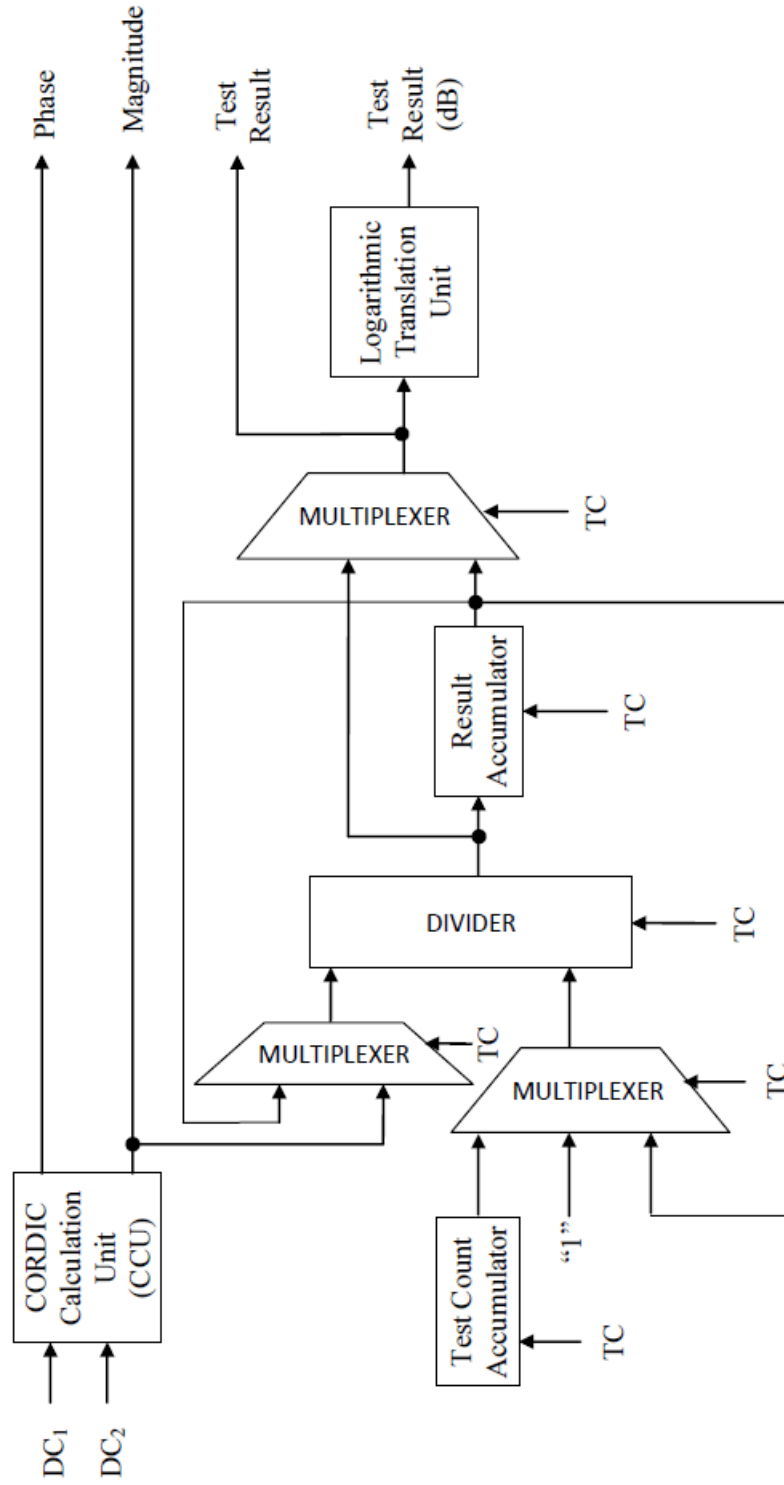 DC₁
DC₂
CORDIC
Calculation
Unit
(CCU)
Phase
Magnitude
Test
Result
Test
Result
(dB)
Logarithmic
Translation
Unit
MULTIPLEXER
TC
Result
Accumulator
TC
DIVIDER
TC
MULTIPLEXER
TC
MULTIPLEXER
TC
Test Count
Accumulator
TC
“1”